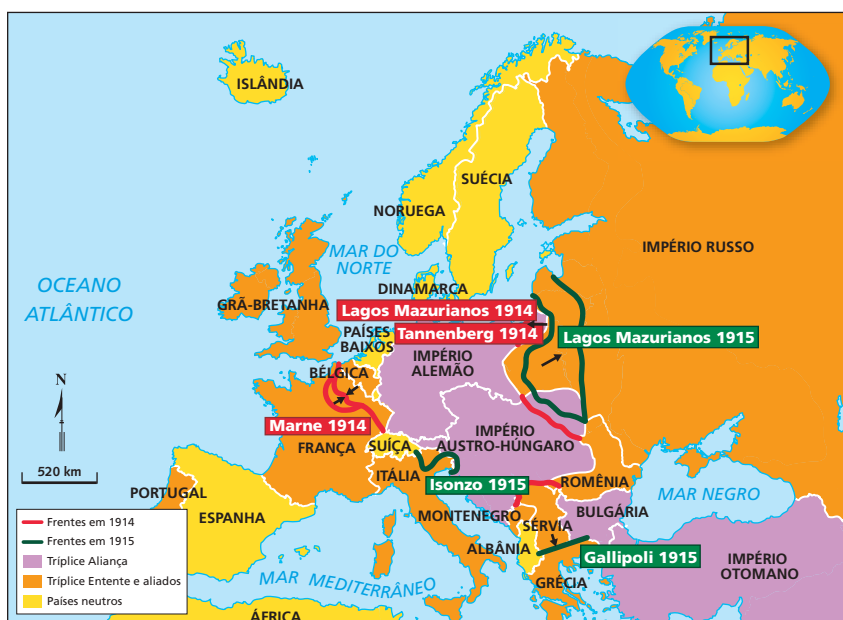 ISLÂNDIA
SUÉCIA
NORUEGA
IMPÉRIO RUSSO
MAR DO
NORTE
OCEANO
ATLÂNTICO
DINAMARCA
GRÃ-BRETANHA
Lagos Mazurianos 1914
Tannenberg 1914
Lagos Mazurianos 1915
PAÍSES
BAIXOS
IMPÉRIO
ALEMÃO
BÉLGICA
N
Marne 1914
IMPÉRIO
AUSTRO-HÚNGARO
FRANÇA
SUÍÇA
520 km
ITÁLIA
Isonzo 1915
ROMÊNIA
MAR NEGRO
PORTUGAL
ESPANHA
MONTENEGRO
SÉRVIA
BULGÁRIA
ALBÂNIA
Gallipoli 1915
IMPÉRIO
OTOMANO
GRÉCIA
MAR MEDITERRÂNEO
ÁFRICA
Frentes em 1914
Frentes em 1915
Tríplice Aliança
Tríplice Entente e aliados
Países neutros